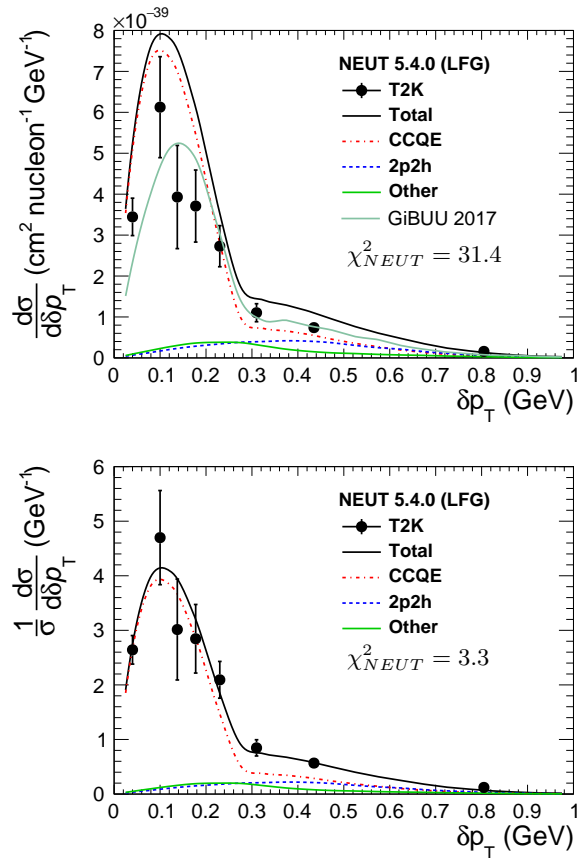 ×10⁻³⁹
dσ/dδp_T (cm² nucleon⁻¹ GeV⁻¹)
8
7
6
5
4
3
2
1
0
NEUT 5.4.0 (LFG)
T2K
Total
CCQE
2p2h
Other
GiBUU 2017
χ²_NEUT = 31.4
0 0.1 0.2 0.3 0.4 0.5 0.6 0.7 0.8 0.9 1
δp_T (GeV)
1/σ dσ/dδp_T (GeV⁻¹)
6
5
4
3
2
1
0
NEUT 5.4.0 (LFG)
T2K
Total
CCQE
2p2h
Other
χ²_NEUT = 3.3
0 0.1 0.2 0.3 0.4 0.5 0.6 0.7 0.8 0.9 1
δp_T (GeV)